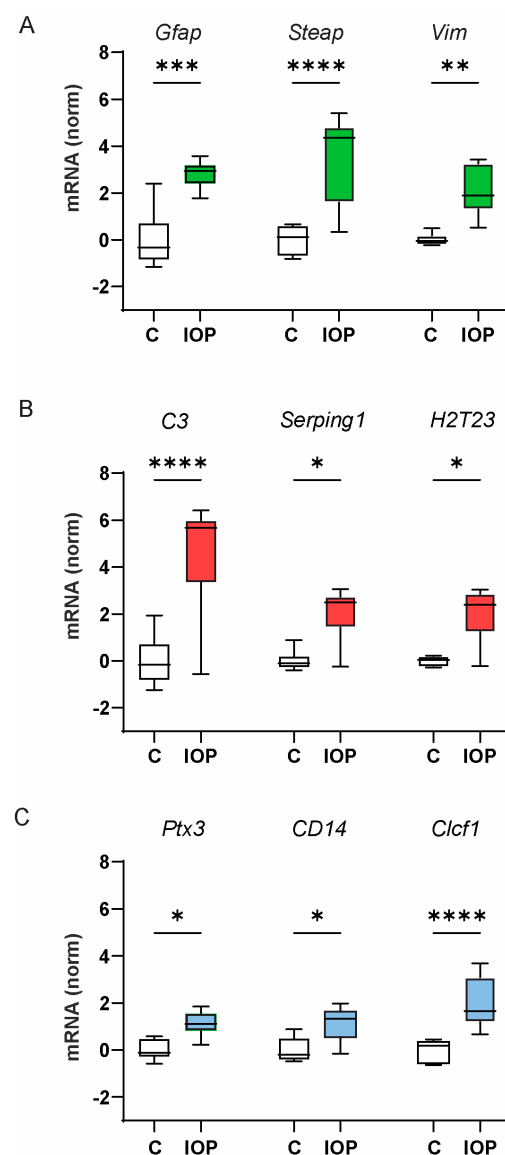 A
Gfap Steap Vim
*** **** **
8
6
4
2
0
-2
mRNA (norm)
C IOP C IOP C IOP
B
C3 Serping1 H2T23
**** * *
8
6
4
2
0
-2
mRNA (norm)
C IOP C IOP C IOP
C
Ptx3 CD14 Clcf1
* * ****
8
6
4
2
0
-2
mRNA (norm)
C IOP C IOP C IOP